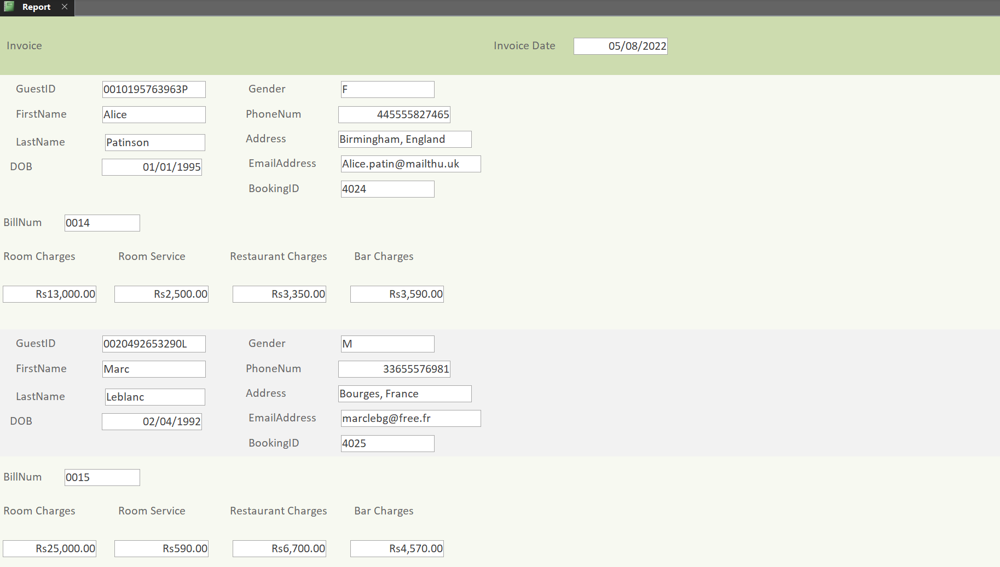 Report
Invoice Invoice Date 05/08/2022
GuestID 0010195763963P Gender F
FirstName Alice PhoneNum 445555827465
LastName Patinson Address Birmingham, England
DOB 01/01/1995 EmailAddress Alice.patin@mailthu.uk
BookingID 4024
BillNum 0014
Room Charges Room Service Restaurant Charges Bar Charges
Rs13,000.00 Rs2,500.00 Rs3,350.00 Rs3,590.00
GuestID 0020492653290L Gender M
FirstName Marc PhoneNum 33655576981
LastName Leblanc Address Bourges, France
DOB 02/04/1992 EmailAddress marclebg@free.fr
BookingID 4025
BillNum 0015
Room Charges Room Service Restaurant Charges Bar Charges
Rs25,000.00 Rs590.00 Rs6,700.00 Rs4,570.00